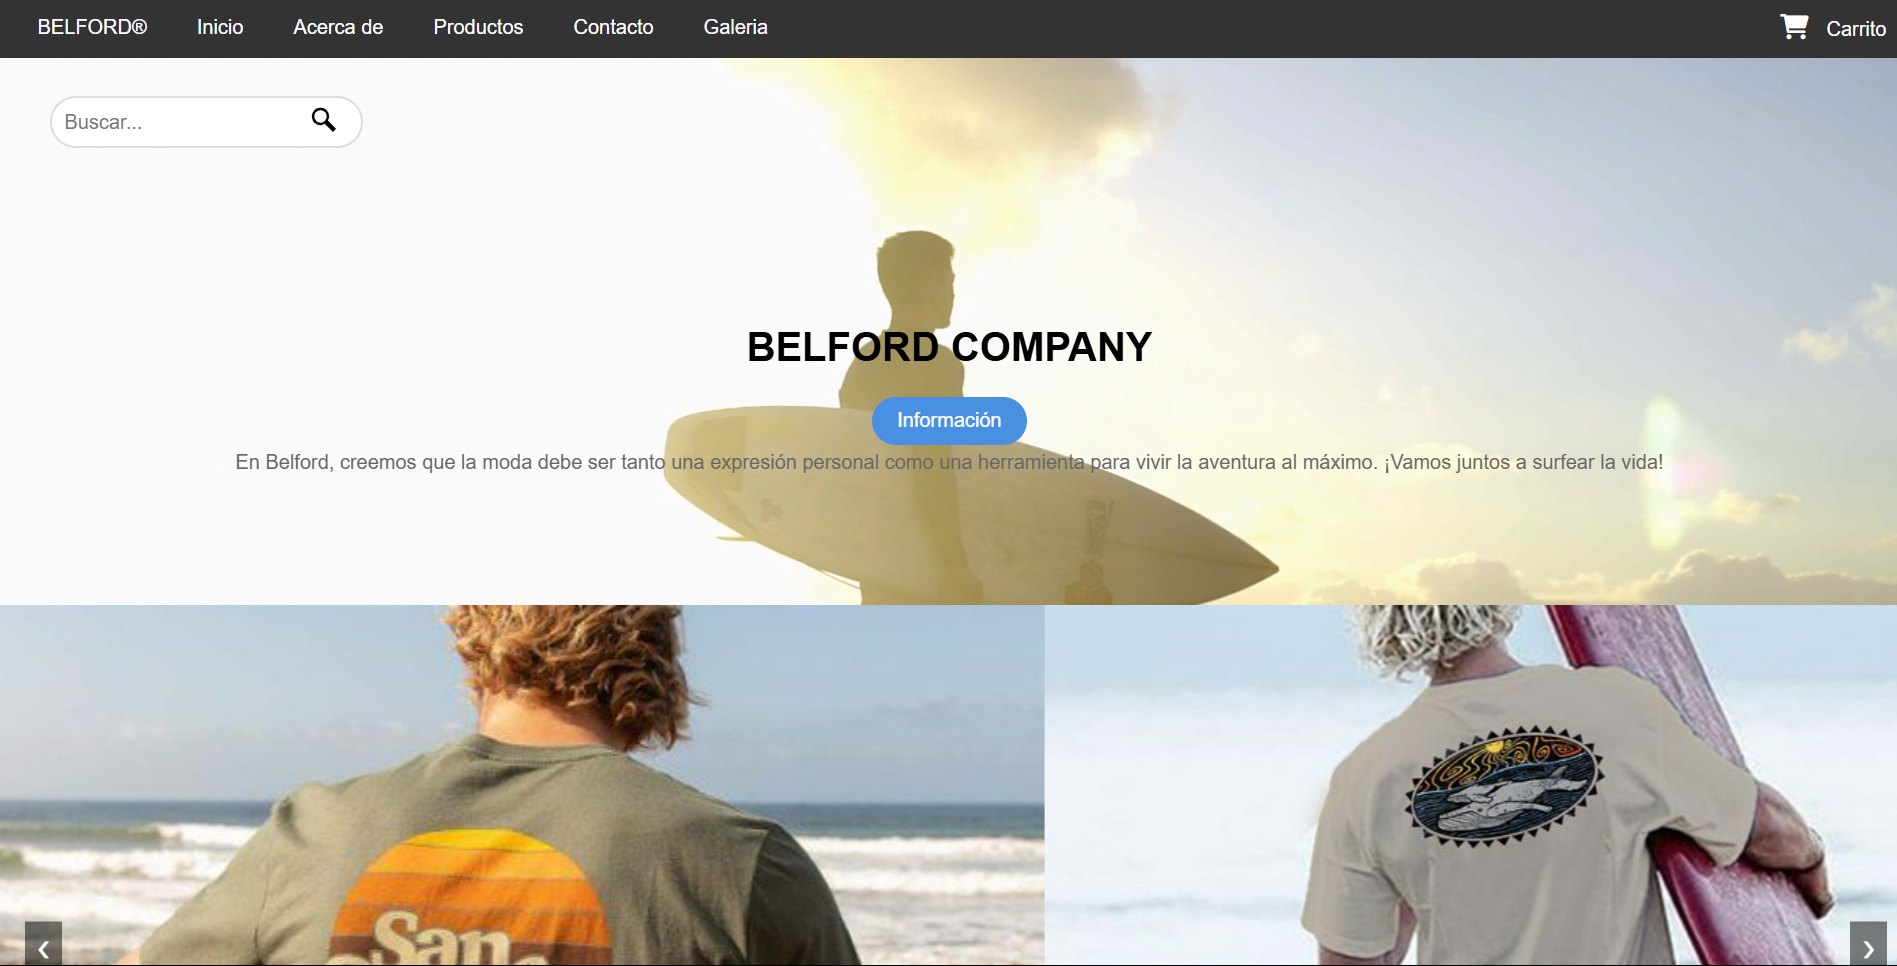 BELFORD® Inicio Acerca de Productos Contacto Galeria Carrito
Buscar...
BELFORD COMPANY
Información
En Belford, creemos que la moda debe ser tanto una expresión personal como una herramienta para vivir la aventura al máximo. ¡Vamos juntos a surfear la vida!
San